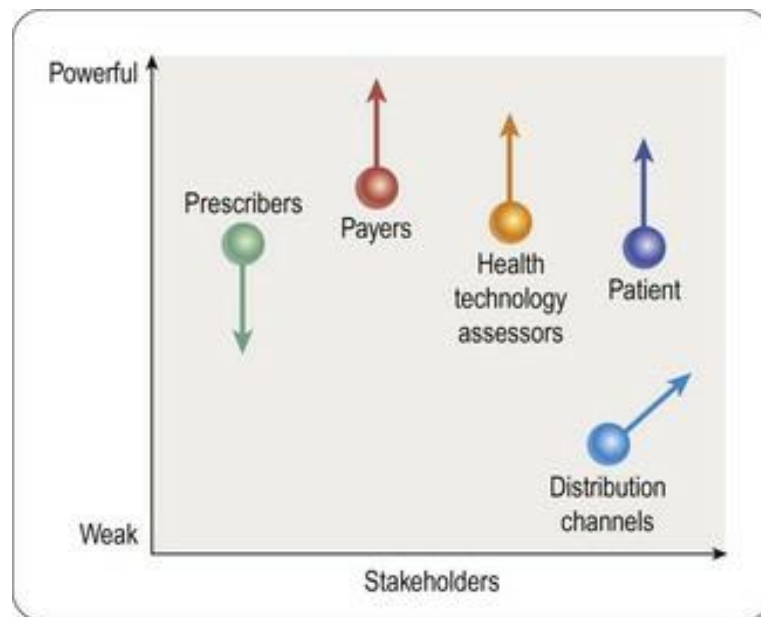 Powerful
Prescribers
Payers
Health
technology
assessors
Patient
Distribution
channels
Weak
Stakeholders